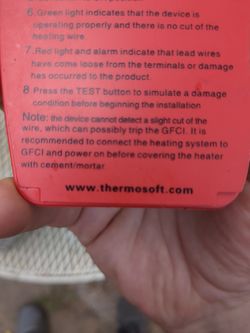 6.Green light indicates that the device is
operating properly and there is no cut of the
heating wire.
7.Red light and alarm indicate that lead wires
have come loose from the terminals or damage
has occurred to the product.
8.Press the TEST button to simulate a damage
condition before beginning the installation
Note: the device cannot detect a slight cut of the
wire, which can possibly trip the GFCI. It is
recommended to connect the heating system to
GFCI and power on before covering the heater
with cement/mortar
www.thermosoft.com